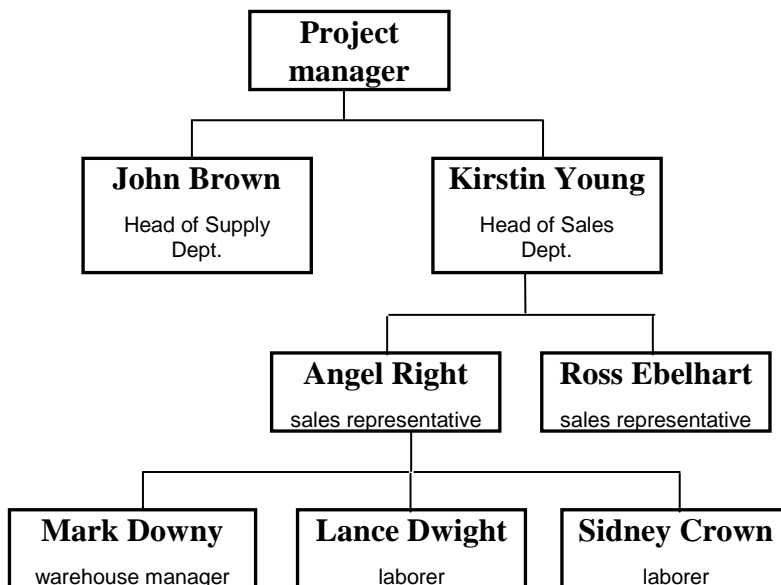 Project
manager
John Brown
Head of Supply
Dept.
Kirstin Young
Head of Sales
Dept.
Angel Right
sales representative
Ross Ebelhart
sales representative
Mark Downy
warehouse manager
Lance Dwight
laborer
Sidney Crown
laborer